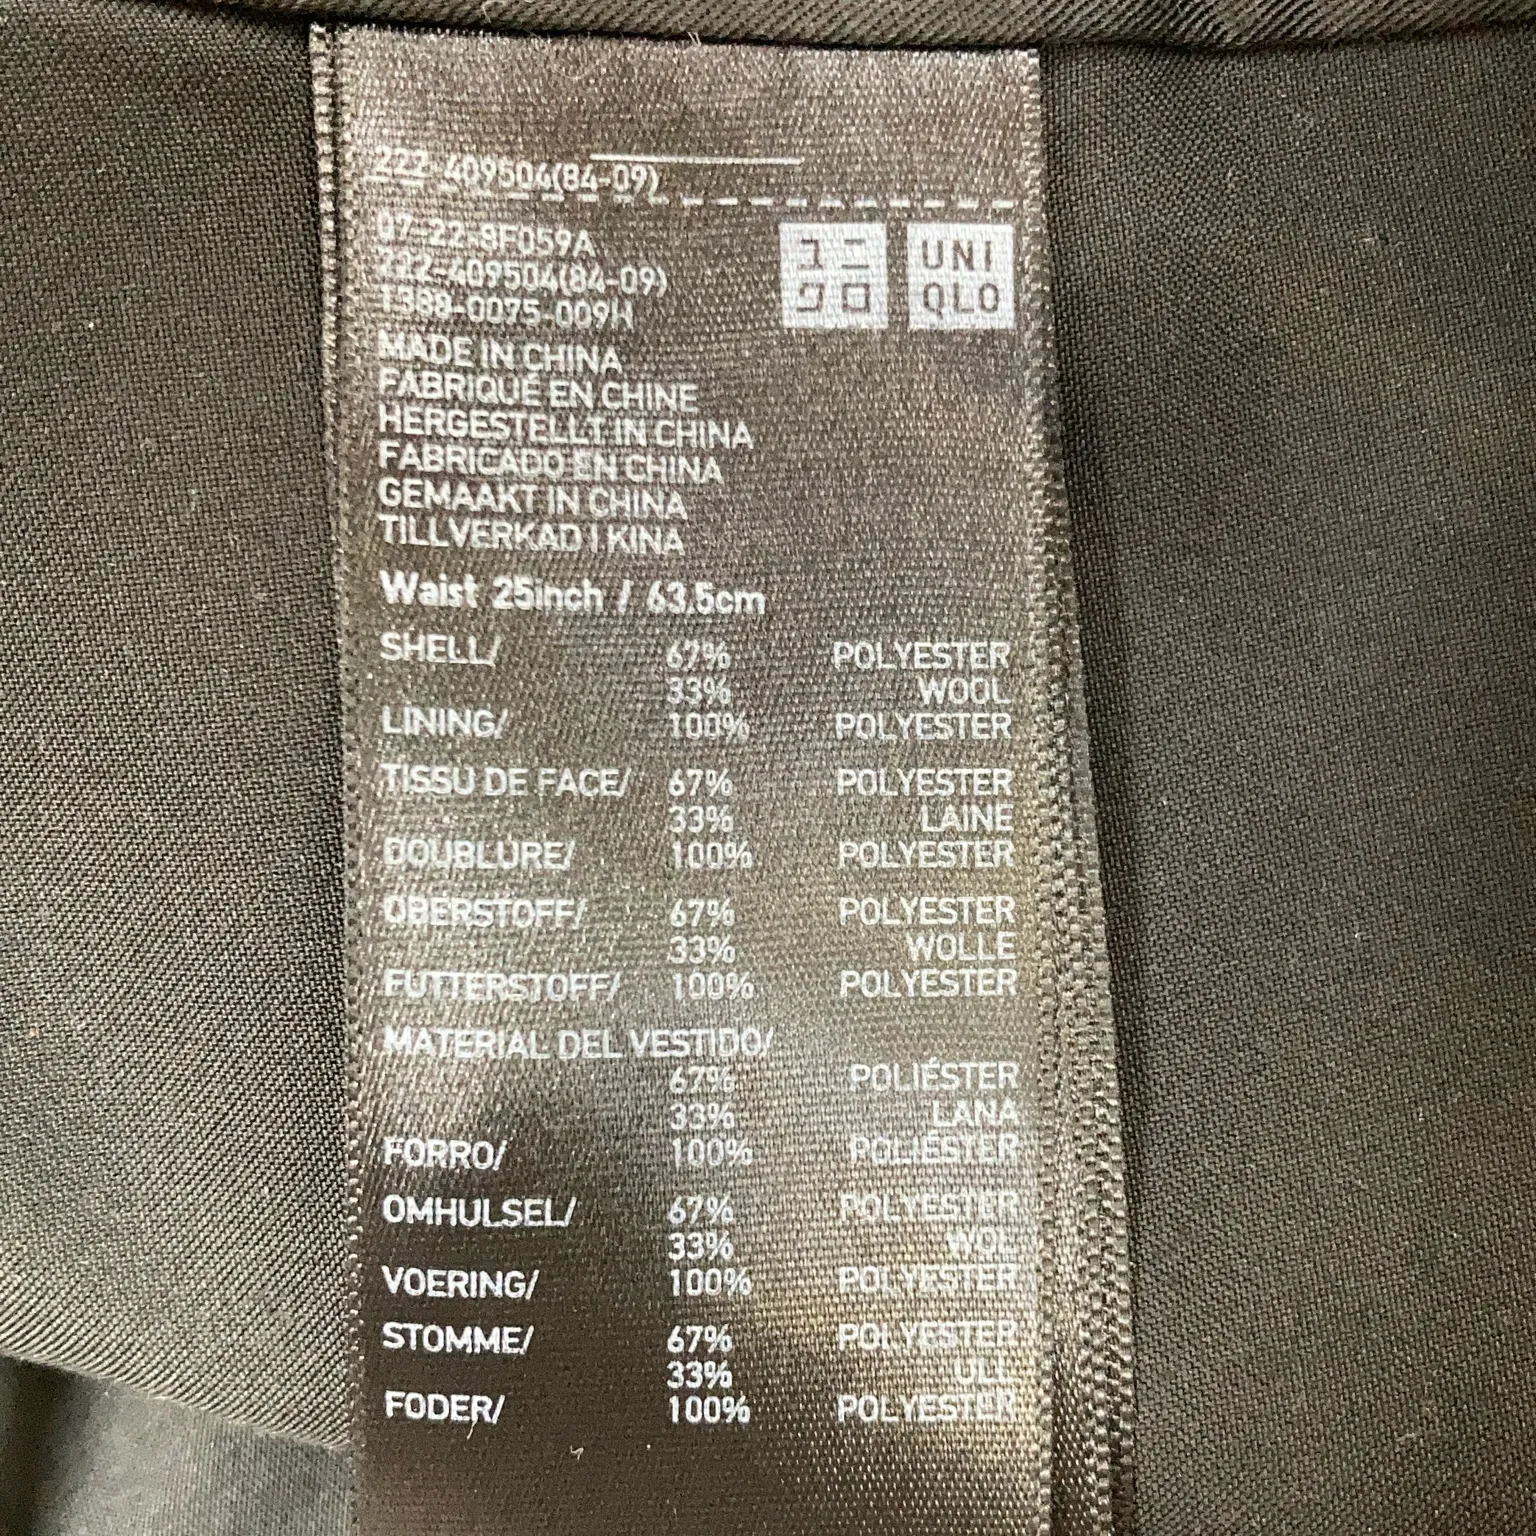 222-409504(84-09)
07-22-8F059A
222-409504(84-09)
1388-0075-009H
ユニ
クロ
UNI
QLO
MADE IN CHINA
FABRIQUÉ EN CHINE
HERGESTELLT IN CHINA
FABRICADO EN CHINA
GEMAAKT IN CHINA
TILLVERKAD I KINA
Waist 25inch / 63.5cm
SHELL/ 67% POLYESTER
33% WOOL
LINING/ 100% POLYESTER
TISSU DE FACE/ 67% POLYESTER
33% LAINE
DOUBLURE/ 100% POLYESTER
OBERSTOFF/ 67% POLYESTER
33% WOLLE
FUTTERSTOFF/ 100% POLYESTER
MATERIAL DEL VESTIDO/
67% POLIÉSTER
33% LANA
FORRO/ 100% POLIÉSTER
OMHULSEL/ 67% POLYESTER
33% WOL
VOERING/ 100% POLYESTER
STOMME/ 67% POLYESTER
33% ULL
FODER/ 100% POLYESTER